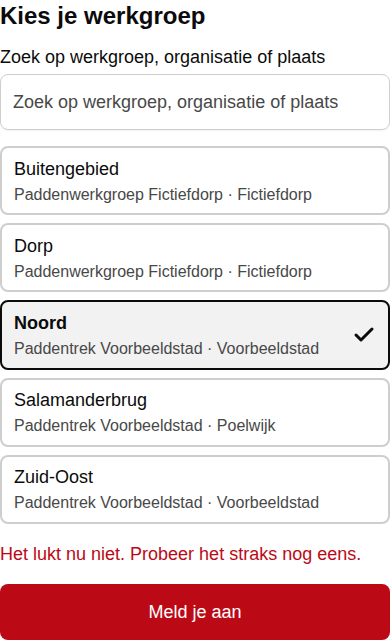 Kies je werkgroep
Zoek op werkgroep, organisatie of plaats
Zoek op werkgroep, organisatie of plaats
Buitengebied
Paddenwerkgroep Fictiefdorp · Fictiefdorp
Dorp
Paddenwerkgroep Fictiefdorp · Fictiefdorp
Noord
Paddentrek Voorbeeldstad · Voorbeeldstad
Salamanderbrug
Paddentrek Voorbeeldstad · Poelwijk
Zuid-Oost
Paddentrek Voorbeeldstad · Voorbeeldstad
Het lukt nu niet. Probeer het straks nog eens.
Meld je aan